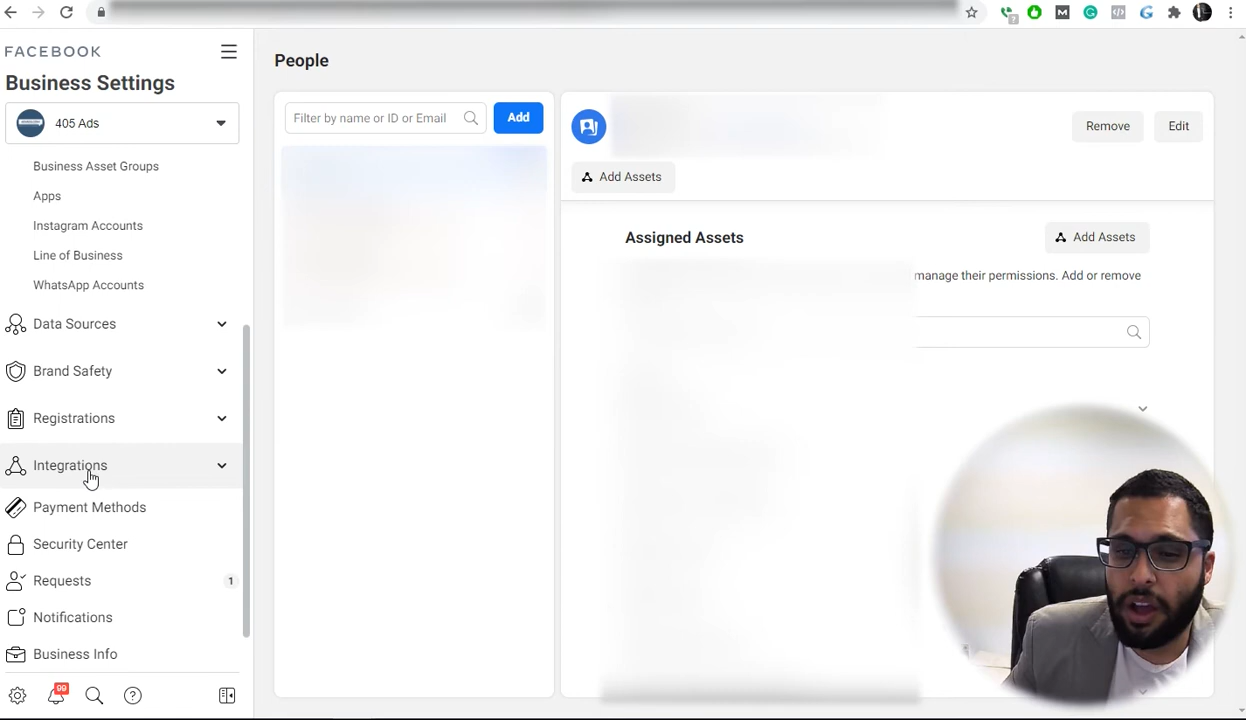 FACEBOOK
Business Settings
405 Ads
Business Asset Groups
Apps
Instagram Accounts
Line of Business
WhatsApp Accounts
Data Sources
Brand Safety
Registrations
Integrations
Payment Methods
Security Center
Requests 1
Notifications
Business Info
99
People
Filter by name or ID or Email
Add
Remove
Edit
Add Assets
Assigned Assets
Add Assets
manage their permissions. Add or remove